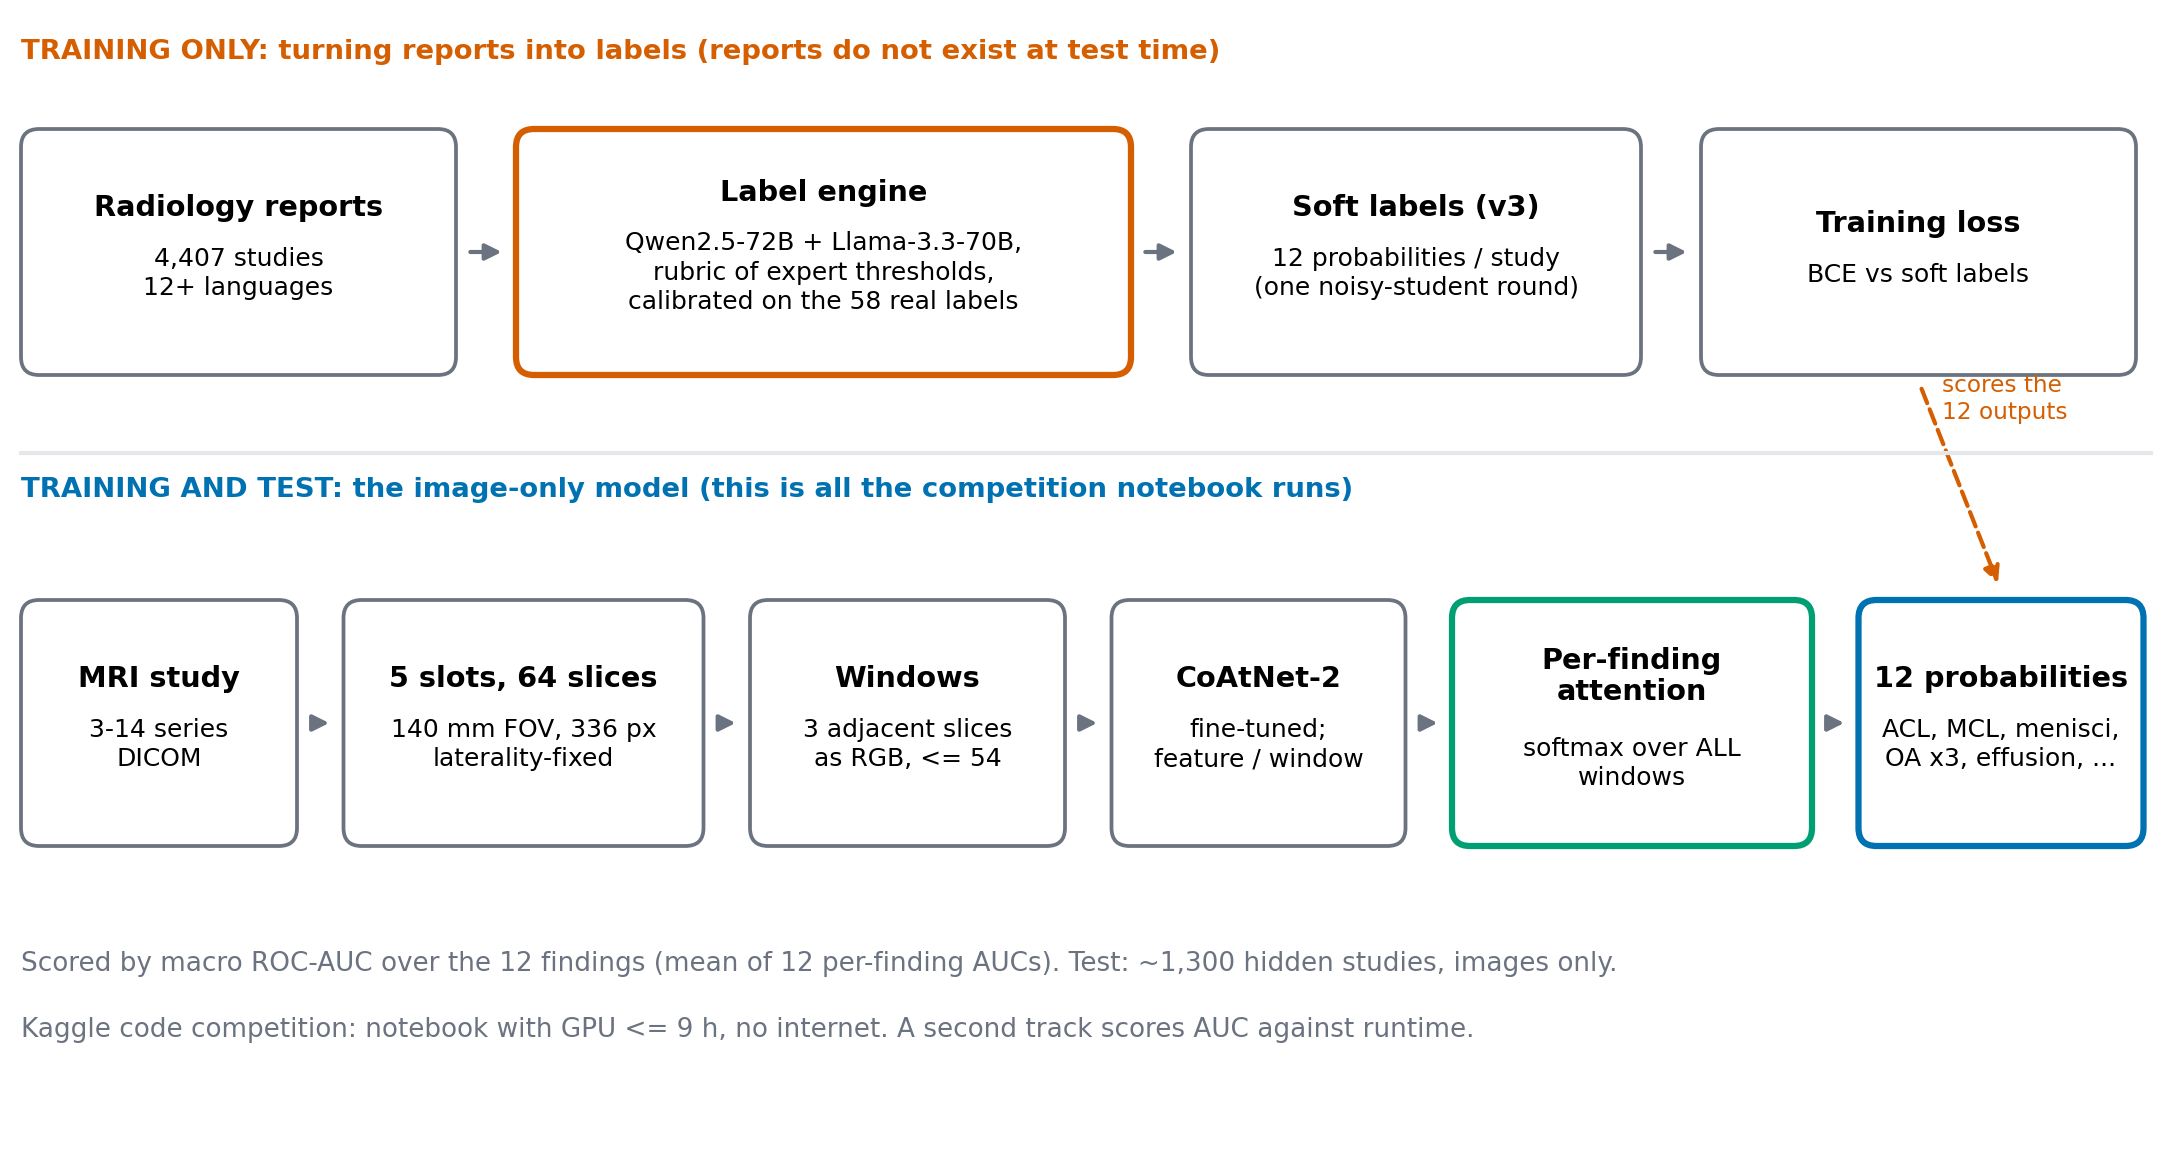 TRAINING ONLY: turning reports into labels (reports do not exist at test time)
Radiology reports
4,407 studies
12+ languages
Label engine
Qwen2.5-72B + Llama-3.3-70B,
rubric of expert thresholds,
calibrated on the 58 real labels
Soft labels (v3)
12 probabilities / study
(one noisy-student round)
Training loss
BCE vs soft labels
scores the
12 outputs
TRAINING AND TEST: the image-only model (this is all the competition notebook runs)
MRI study
3-14 series
DICOM
5 slots, 64 slices
140 mm FOV, 336 px
laterality-fixed
Windows
3 adjacent slices
as RGB, <= 54
CoAtNet-2
fine-tuned;
feature / window
Per-finding
attention
softmax over ALL
windows
12 probabilities
ACL, MCL, menisci,
OA x3, effusion, ...
Scored by macro ROC-AUC over the 12 findings (mean of 12 per-finding AUCs). Test: ~1,300 hidden studies, images only.
Kaggle code competition: notebook with GPU <= 9 h, no internet. A second track scores AUC against runtime.